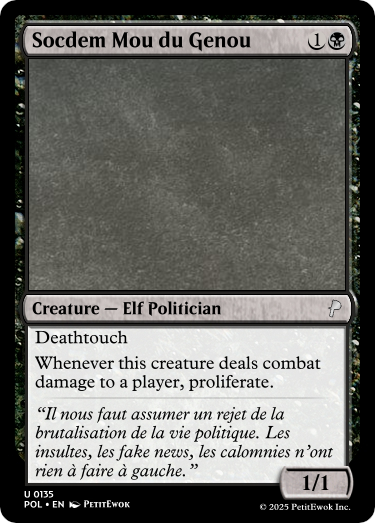 Socdem Mou du Genou 1
Creature — Elf Politician
Deathtouch
Whenever this creature deals combat
damage to a player, proliferate.
“Il nous faut assumer un rejet de la
brutalisation de la vie politique. Les
insultes, les fake news, les calomnies n’ont
rien à faire à gauche.”
1/1
U 0135
POL • EN PetitEwok
© 2025 PetitEwok Inc.